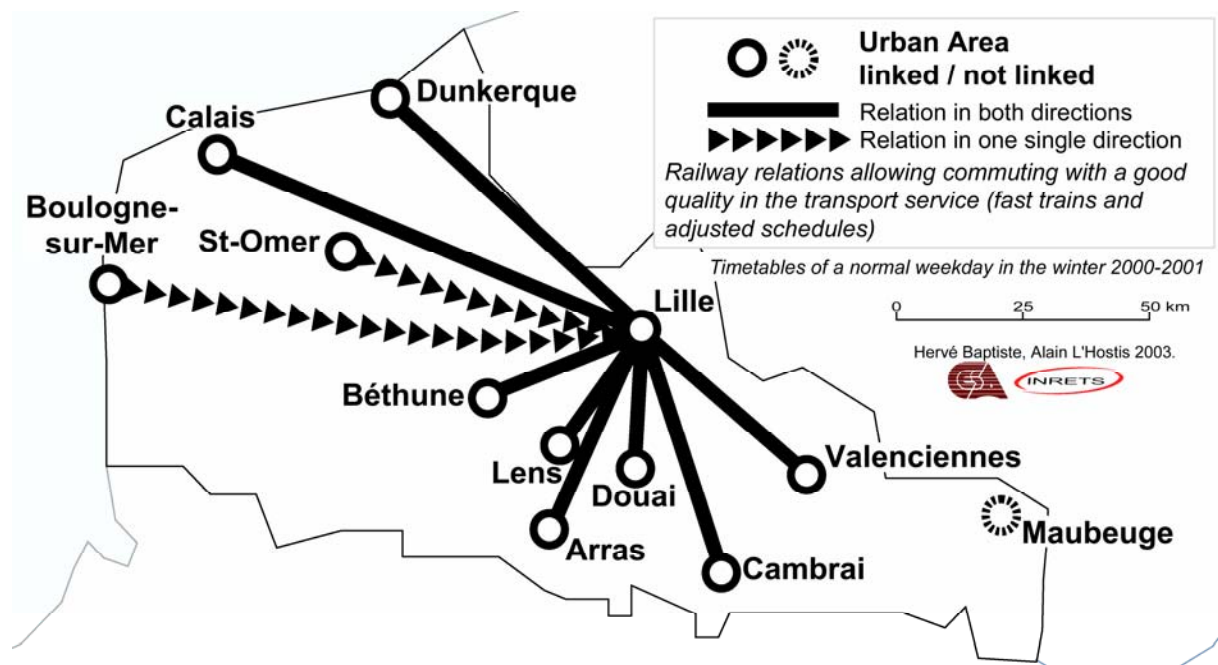 Urban Area
linked / not linked
Relation in both directions
Relation in one single direction
Railway relations allowing commuting with a good
quality in the transport service (fast trains and
adjusted schedules)
Timetables of a normal weekday in the winter 2000-2001
0 25 50 km
Hervé Baptiste, Alain L'Hostis 2003.
INRETS
Dunkerque
Calais
Boulogne-
sur-Mer
St-Omer
Lille
Béthune
Lens
Douai
Valenciennes
Arras
Maubeuge
Cambrai